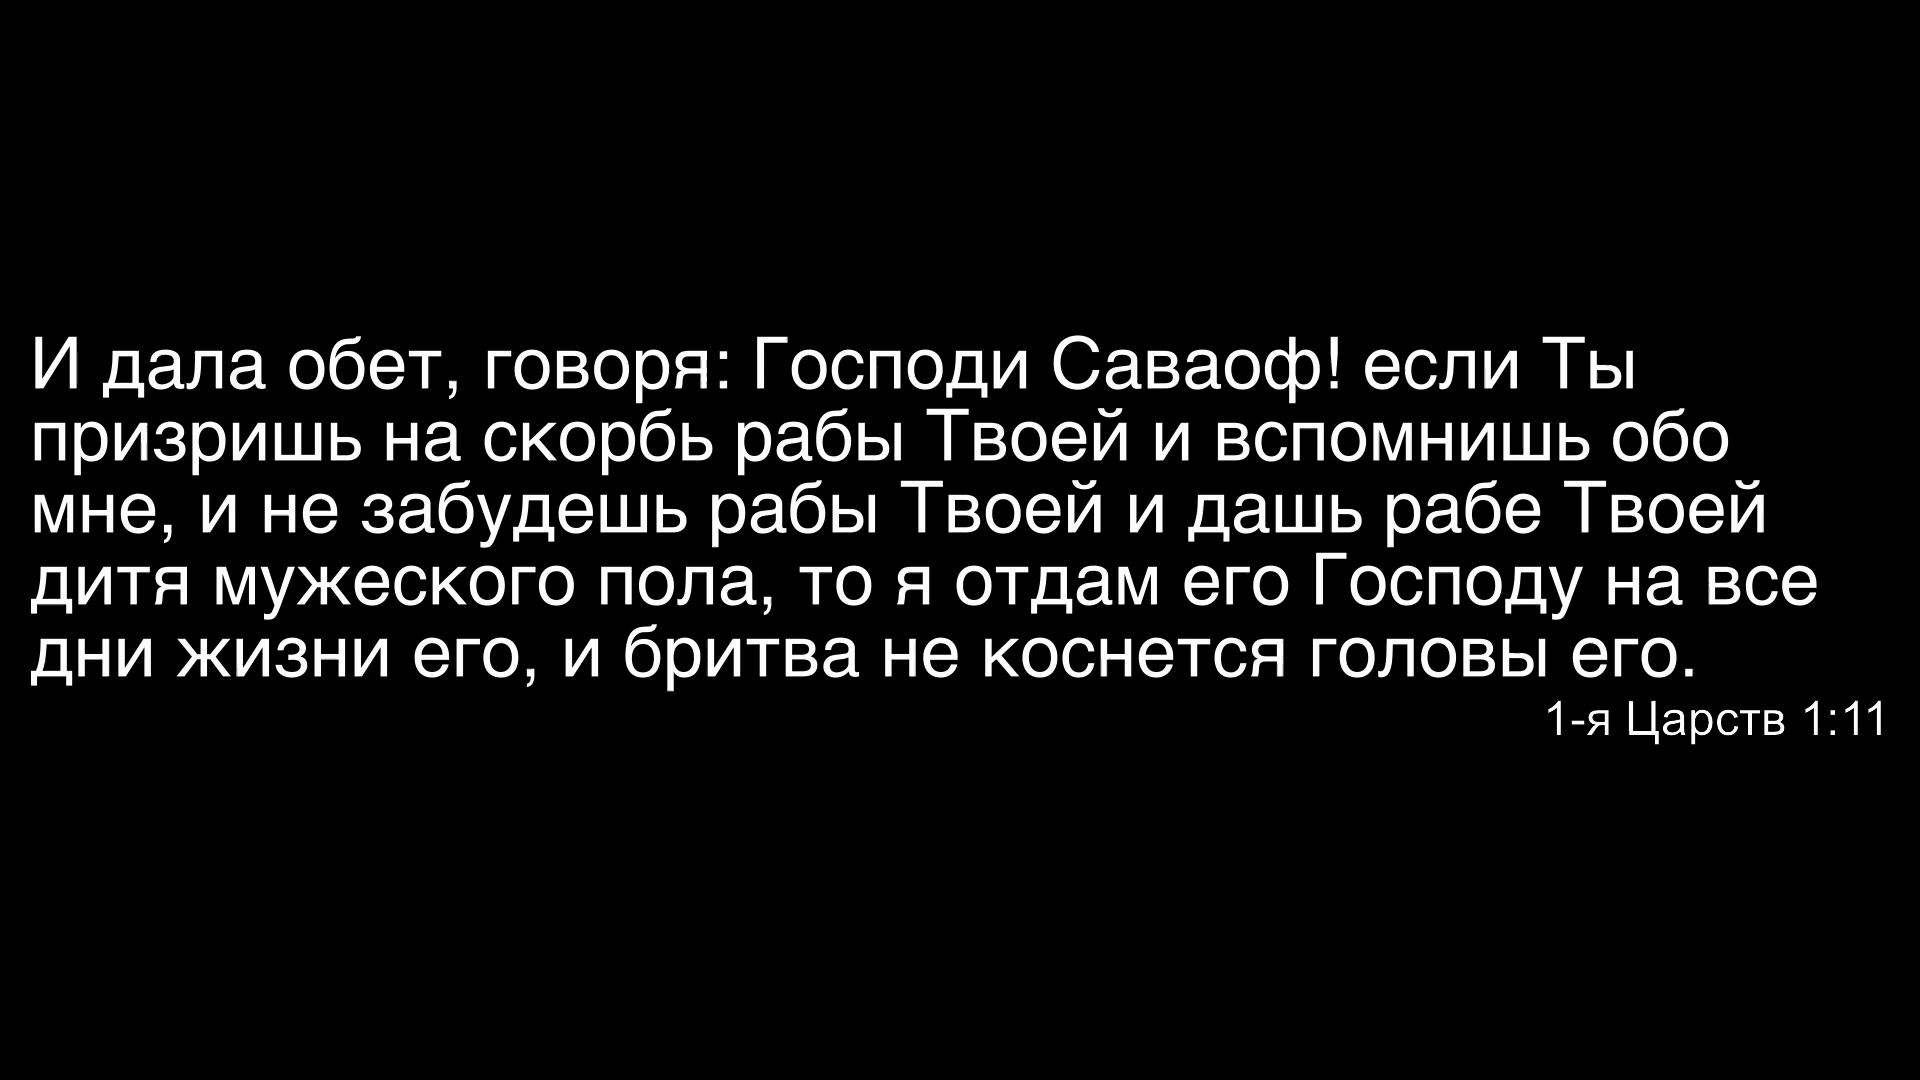 И дала обет, говоря: Господи Саваоф! если Ты
призришь на скорбь рабы Твоей и вспомнишь обо
мне, и не забудешь рабы Твоей и дашь рабе Твоей
дитя мужеского пола, то я отдам его Господу на все
дни жизни его, и бритва не коснется головы его.
1-я Царств 1:11